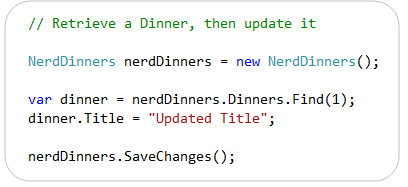 // Retrieve a Dinner, then update it
NerdDinners nerdDinners = new NerdDinners();
var dinner = nerdDinners.Dinners.Find(1);
dinner.Title = "Updated Title";
nerdDinners.SaveChanges();